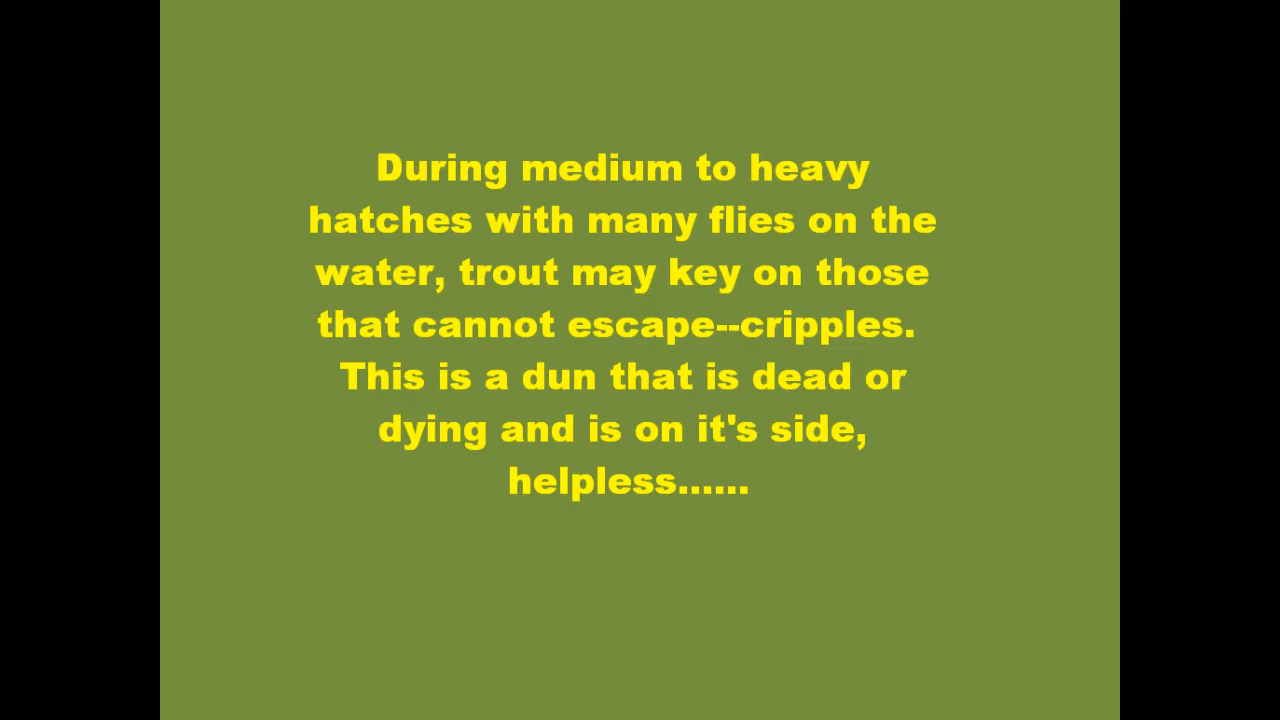 During medium to heavy
hatches with many flies on the
water, trout may key on those
that cannot escape--cripples.
This is a dun that is dead or
dying and is on it's side,
helpless......